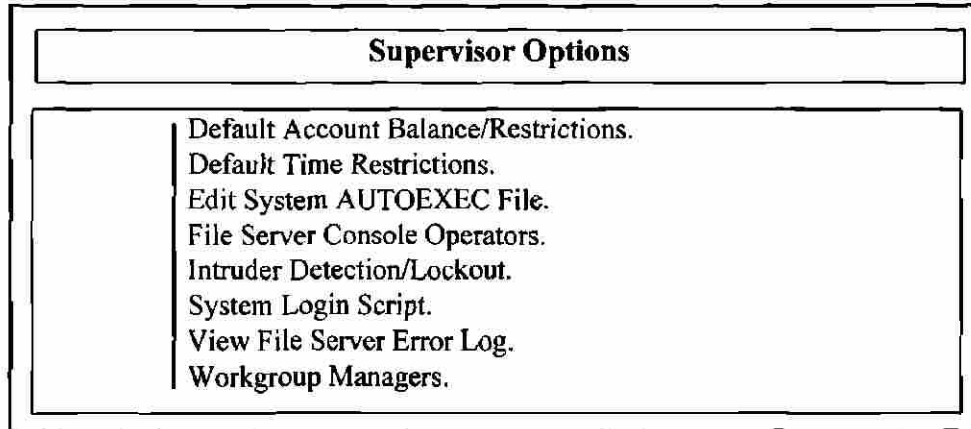 Supervisor Options
Default Account Balance/Restrictions.
Default Time Restrictions.
Edit System AUTOEXEC File.
File Server Console Operators.
Intruder Detection/Lockout.
System Login Script.
View File Server Error Log.
Workgroup Managers.